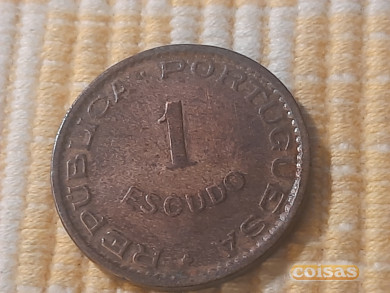 REPUBLICA · PORTUGUESA ·
1
ESCUDO
coisas